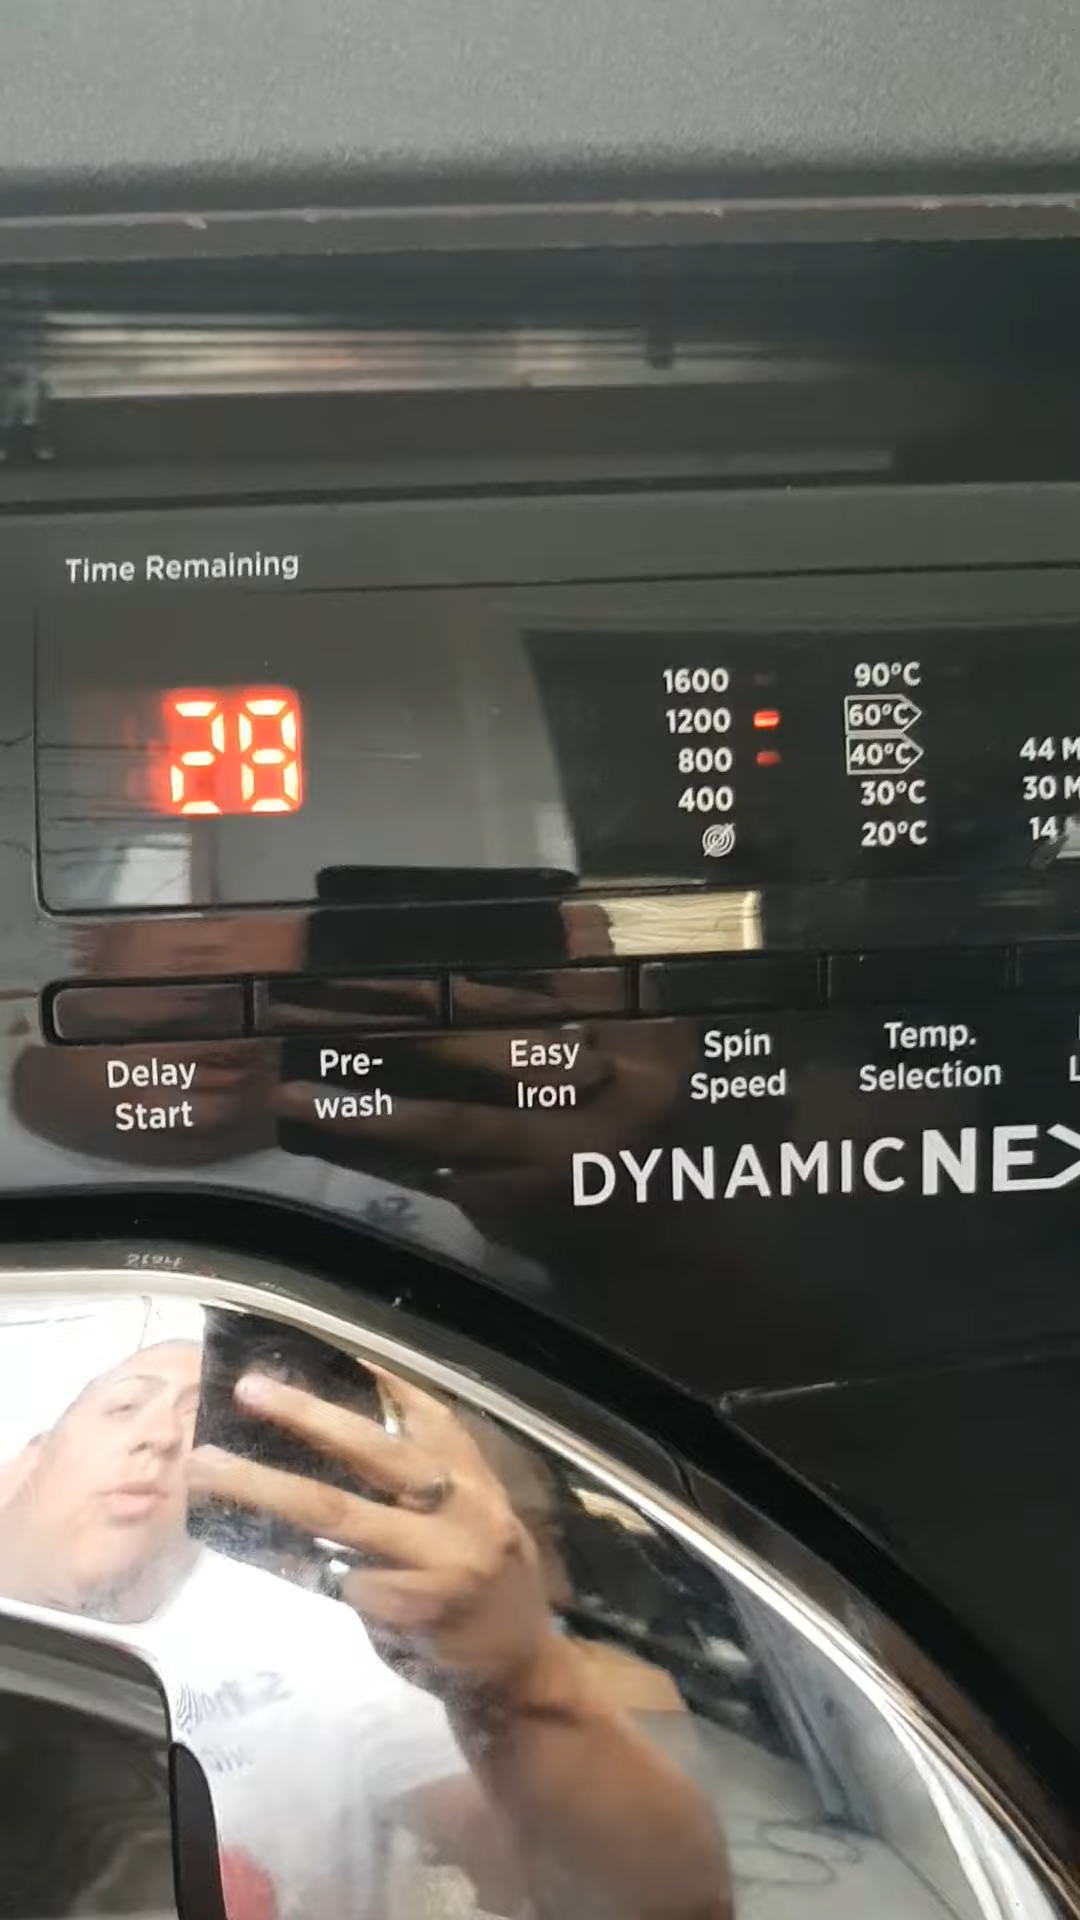 Time Remaining
28
1600
1200
800
400
90°C
60°C
40°C
30°C
20°C
44 M
30 M
14
Delay
Start
Pre-
wash
Easy
Iron
Spin
Speed
Temp.
Selection
L
DYNAMICNEX